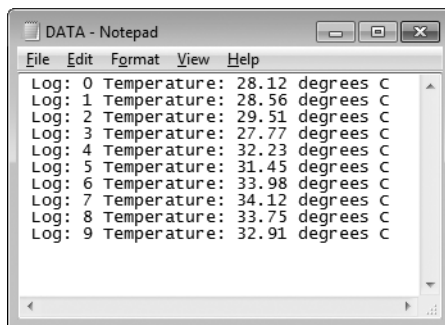 DATA - Notepad
File Edit Format View Help
Log: 0 Temperature: 28.12 degrees C
Log: 1 Temperature: 28.56 degrees C
Log: 2 Temperature: 29.51 degrees C
Log: 3 Temperature: 27.77 degrees C
Log: 4 Temperature: 32.23 degrees C
Log: 5 Temperature: 31.45 degrees C
Log: 6 Temperature: 33.98 degrees C
Log: 7 Temperature: 34.12 degrees C
Log: 8 Temperature: 33.75 degrees C
Log: 9 Temperature: 32.91 degrees C